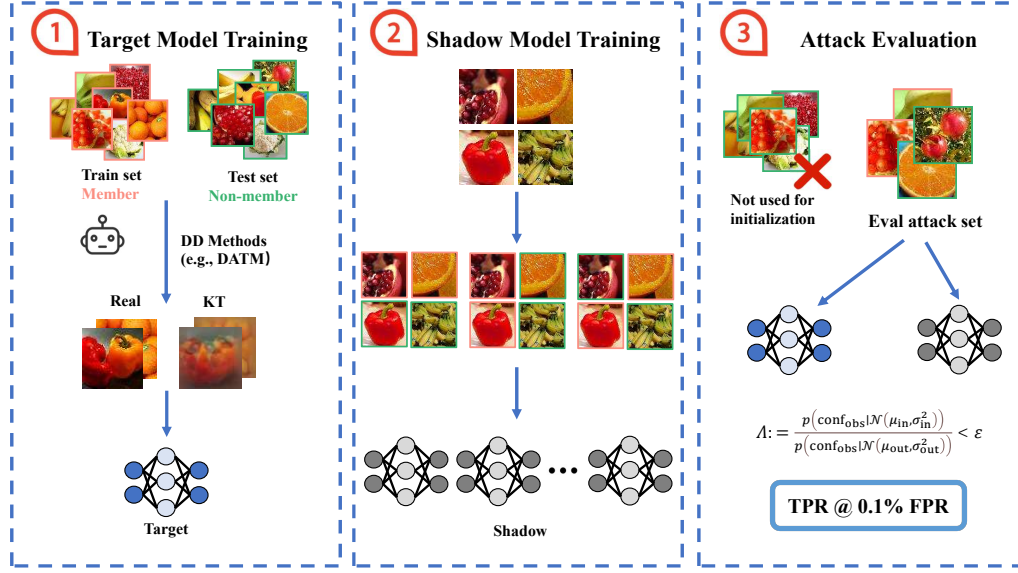 1
Target Model Training
Train set
Member
Test set
Non-member
DD Methods
(e.g., DATM)
Real
KT
Target
2
Shadow Model Training
Shadow
3
Attack Evaluation
Not used for
initialization
Eval attack set
Λ: = p(conf_obs|𝒩(μ_in,σ²_in)) / p(conf_obs|𝒩(μ_out,σ²_out)) < ε
TPR @ 0.1% FPR